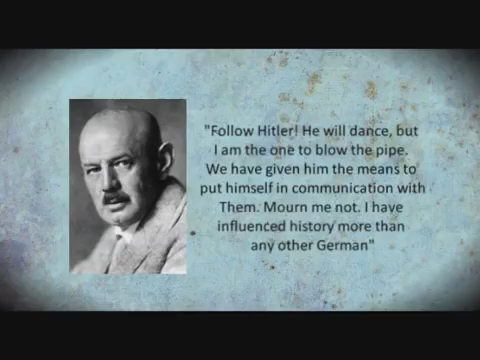 "Follow Hitler! He will dance, but
I am the one to blow the pipe.
We have given him the means to
put himself in communication with
Them. Mourn me not. I have
influenced history more than
any other German"